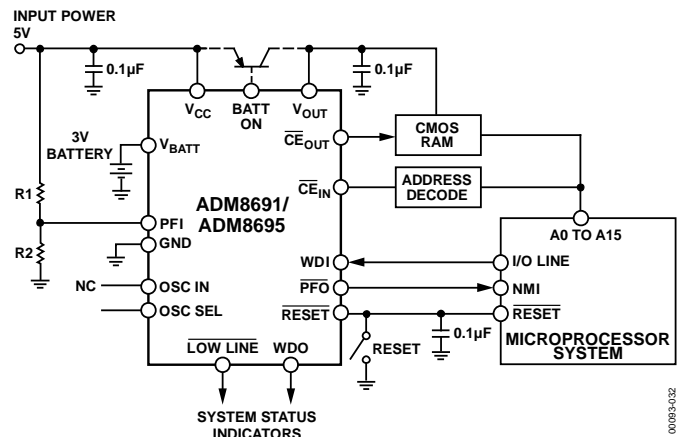 INPUT POWER
5V
0.1µF
0.1µF
VCC
BATT
ON
VOUT
3V
BATTERY
VBATT
CEOUT
CMOS
RAM
R1
ADM8691/
ADM8695
CEIN
ADDRESS
DECODE
PFI
A0 TO A15
R2
GND
WDI
I/O LINE
NC
OSC IN
PFO
NMI
OSC SEL
RESET
RESET
0.1µF
RESET
MICROPROCESSOR
SYSTEM
LOW LINE
WDO
SYSTEM STATUS
INDICATORS
00093-032